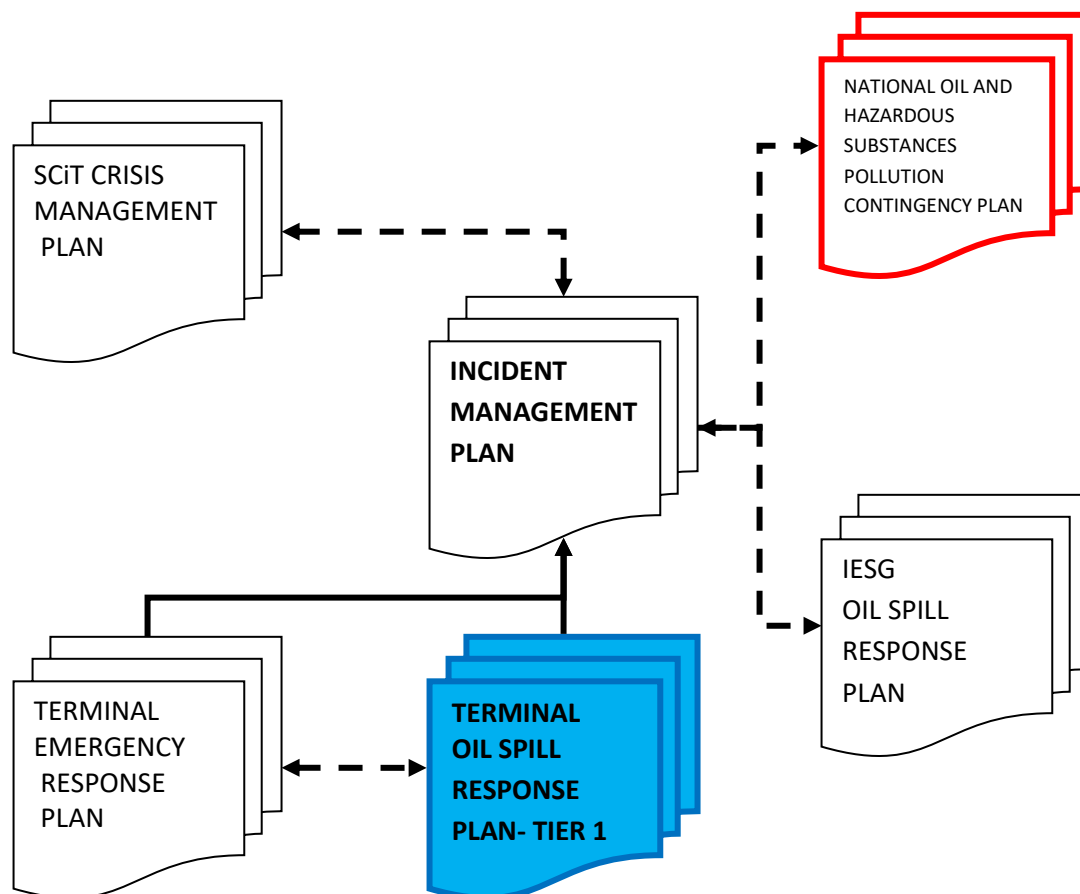 NATIONAL OIL AND
HAZARDOUS
SUBSTANCES
POLLUTION
CONTINGENCY PLAN
SCiT CRISIS
MANAGEMENT
PLAN
INCIDENT
MANAGEMENT
PLAN
IESG
OIL SPILL
RESPONSE
PLAN
TERMINAL
EMERGENCY
RESPONSE
PLAN
TERMINAL
OIL SPILL
RESPONSE
PLAN- TIER 1